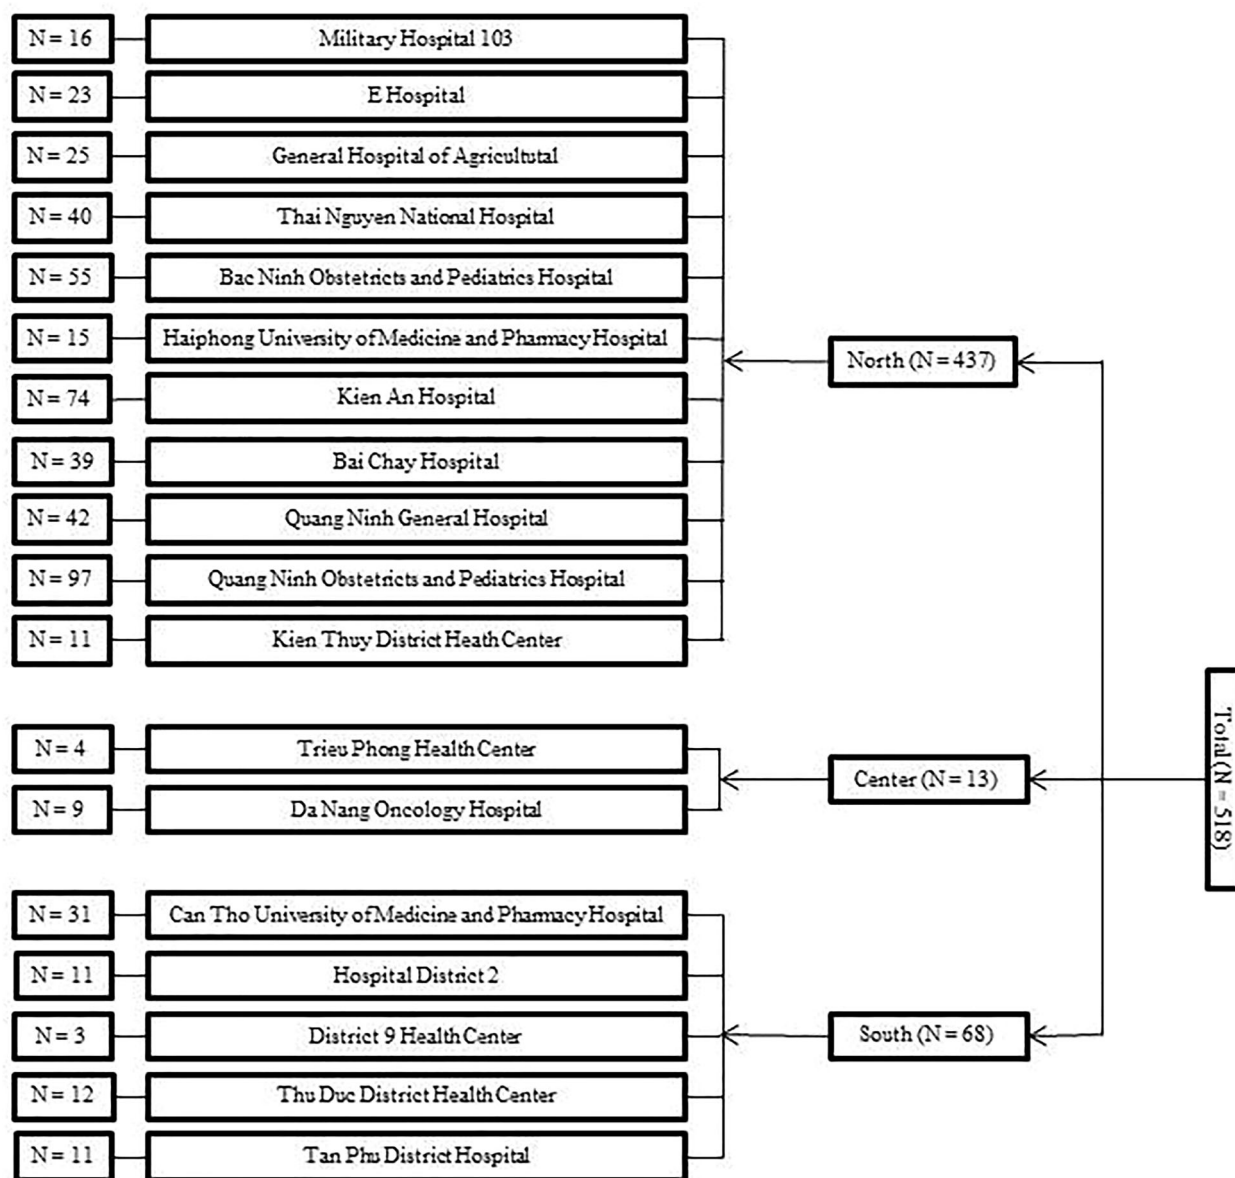 N = 16 Military Hospital 103
N = 23 E Hospital
N = 25 General Hospital of Agricultutal
N = 40 Thai Nguyen National Hospital
N = 55 Bac Ninh Obstetrics and Pediatrics Hospital
N = 15 Haiphong University of Medicine and Pharmacy Hospital
North (N = 437)
N = 74 Kien An Hospital
N = 39 Bai Chay Hospital
N = 42 Quang Ninh General Hospital
N = 97 Quang Ninh Obstetricts and Pediatrics Hospital
N = 11 Kien Thuy District Heath Center
N = 4 Trieu Phong Health Center
Center (N = 13)
Total (N = 518)
N = 9 Da Nang Oncology Hospital
N = 31 Can Tho University of Medicine and Pharmacy Hospital
N = 11 Hospital District 2
N = 3 District 9 Health Center
South (N = 68)
N = 12 Thu Duc District Health Center
N = 11 Tan Phu District Hospital